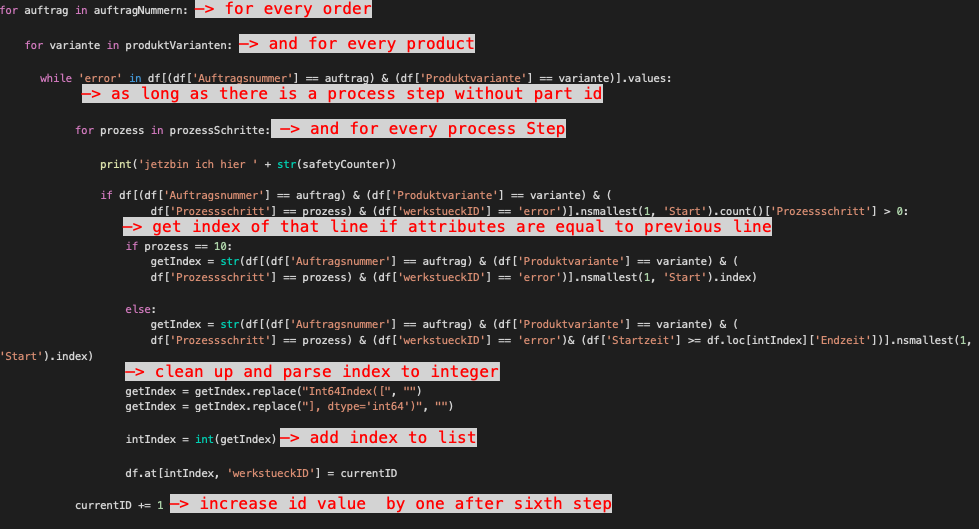 for auftrag in auftragNummern: —> for every order
for variante in produktVarianten: —> and for every product
while 'error' in df[(df['Auftragsnummer'] == auftrag) & (df['Produktvariante'] == variante)].values:
—> as long as there is a process step without part id
for prozess in prozessSchritte: —> and for every process Step
print('jetzbin ich hier ' + str(safetyCounter))
if df[(df['Auftragsnummer'] == auftrag) & (df['Produktvariante'] == variante) & (
df['Prozessschritt'] == prozess) & (df['werkstueckID'] == 'error')].nsmallest(1, 'Start').count()['Prozessschritt'] > 0:
—> get index of that line if attributes are equal to previous line
if prozess == 10:
getIndex = str(df[(df['Auftragsnummer'] == auftrag) & (df['Produktvariante'] == variante) & (
df['Prozessschritt'] == prozess) & (df['werkstueckID'] == 'error')].nsmallest(1, 'Start').index)
else:
getIndex = str(df[(df['Auftragsnummer'] == auftrag) & (df['Produktvariante'] == variante) & (
df['Prozessschritt'] == prozess) & (df['werkstueckID'] == 'error')& (df['Startzeit'] >= df.loc[intIndex]['Endzeit'])].nsmallest(1,
'Start').index)
—> clean up and parse index to integer
getIndex = getIndex.replace("Int64Index([", "")
getIndex = getIndex.replace("], dtype='int64')", "")
intIndex = int(getIndex) —> add index to list
df.at[intIndex, 'werkstueckID'] = currentID
currentID += 1 —> increase id value by one after sixth step